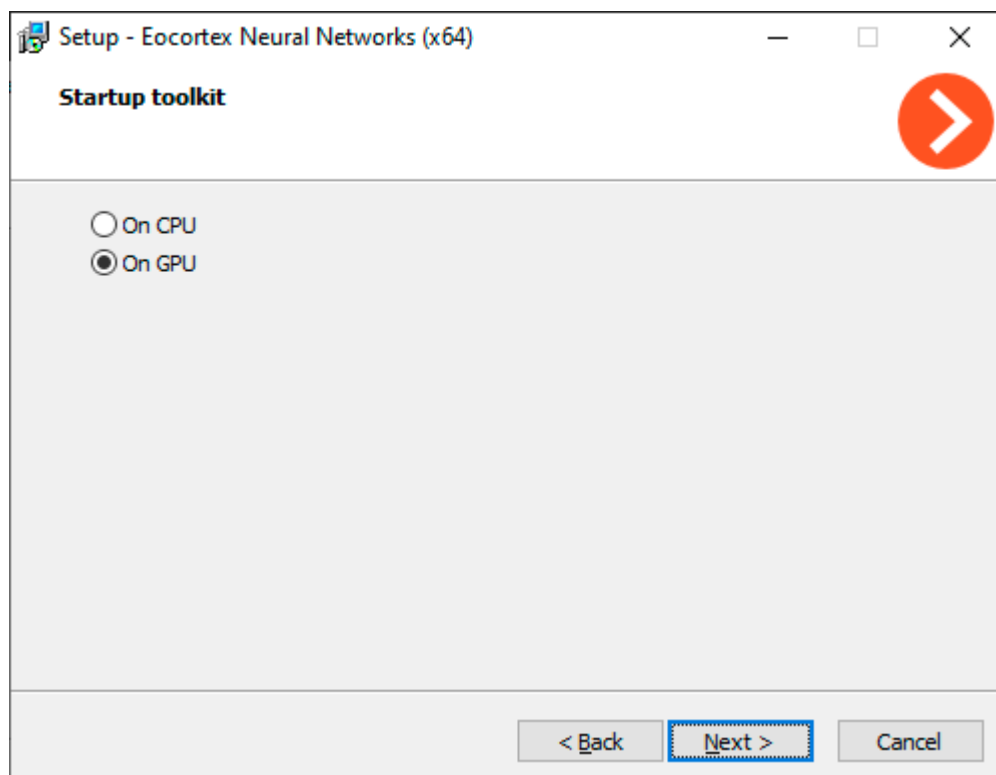 Setup - Eocortex Neural Networks (x64)
Startup toolkit
On CPU
On GPU
< Back Next > Cancel